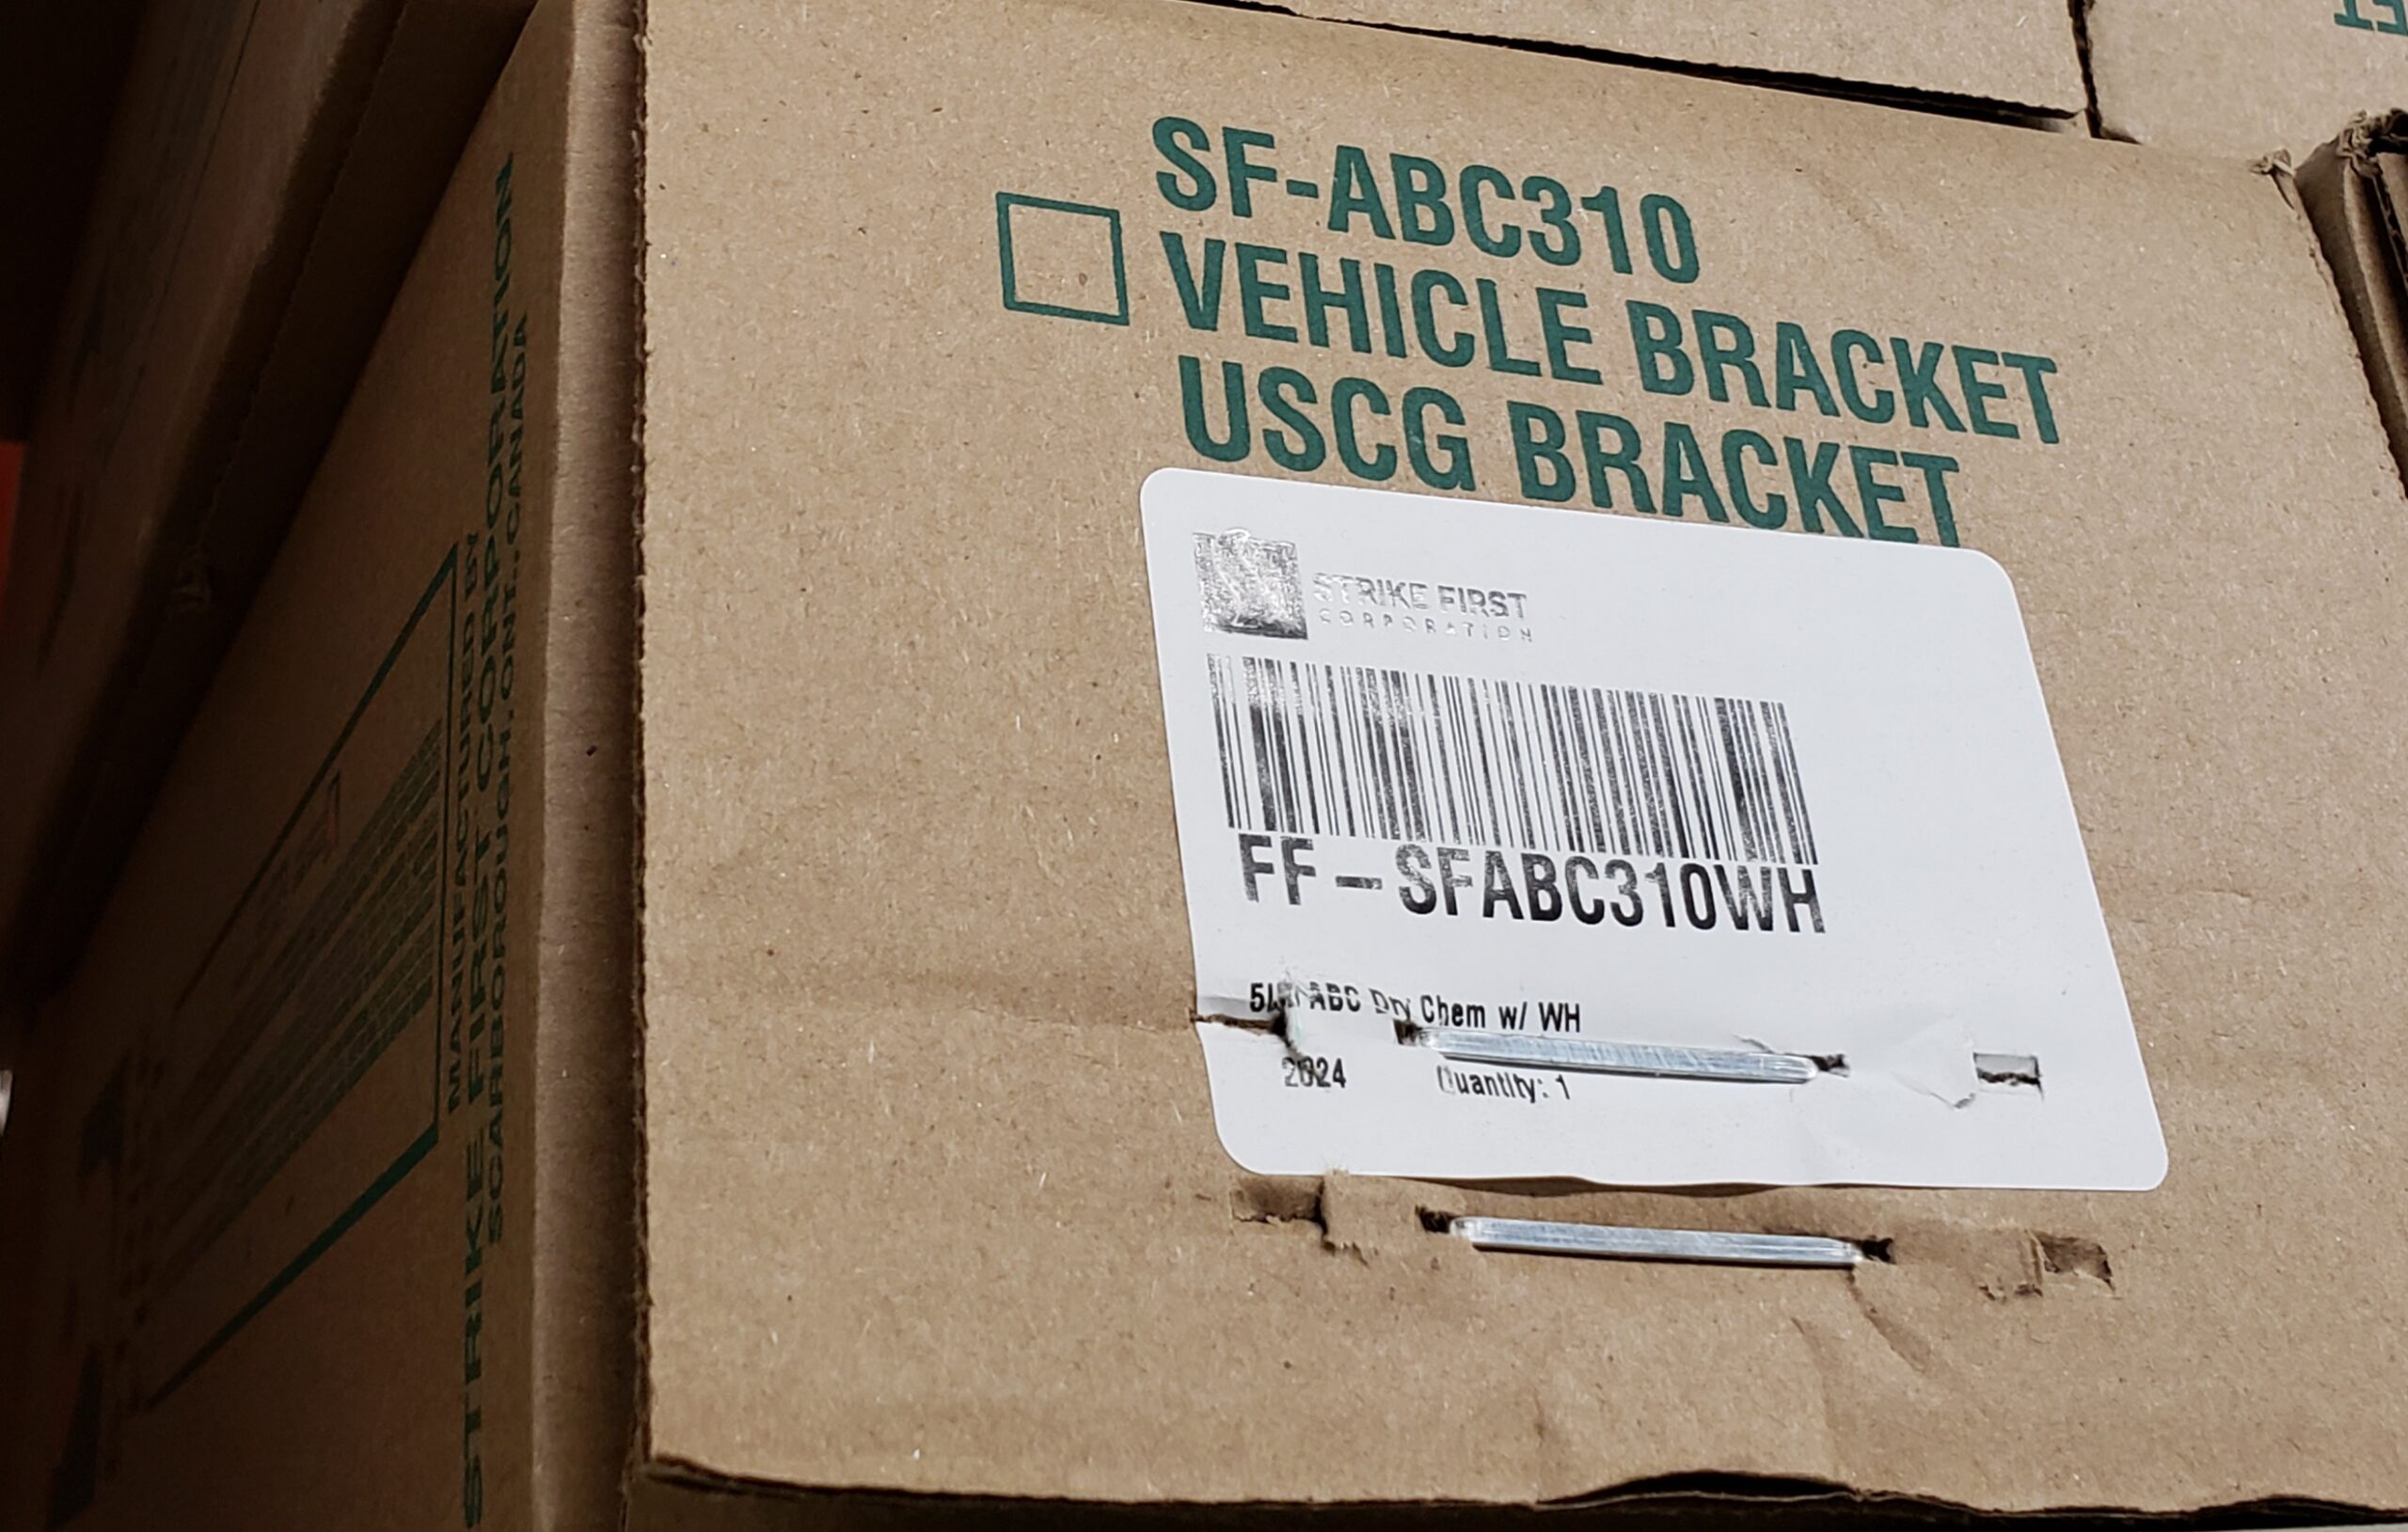 SF-ABC310
VEHICLE BRACKET
USCG BRACKET
STRIKE FIRST
CORPORATION
FF-SFABC310WH
ABC Dry Chem w/ WH
2024 Quantity: 1
MANUFACTURED BY
STRIKE FIRST CORPORATION
SCARBOROUGH, ONT., CANADA